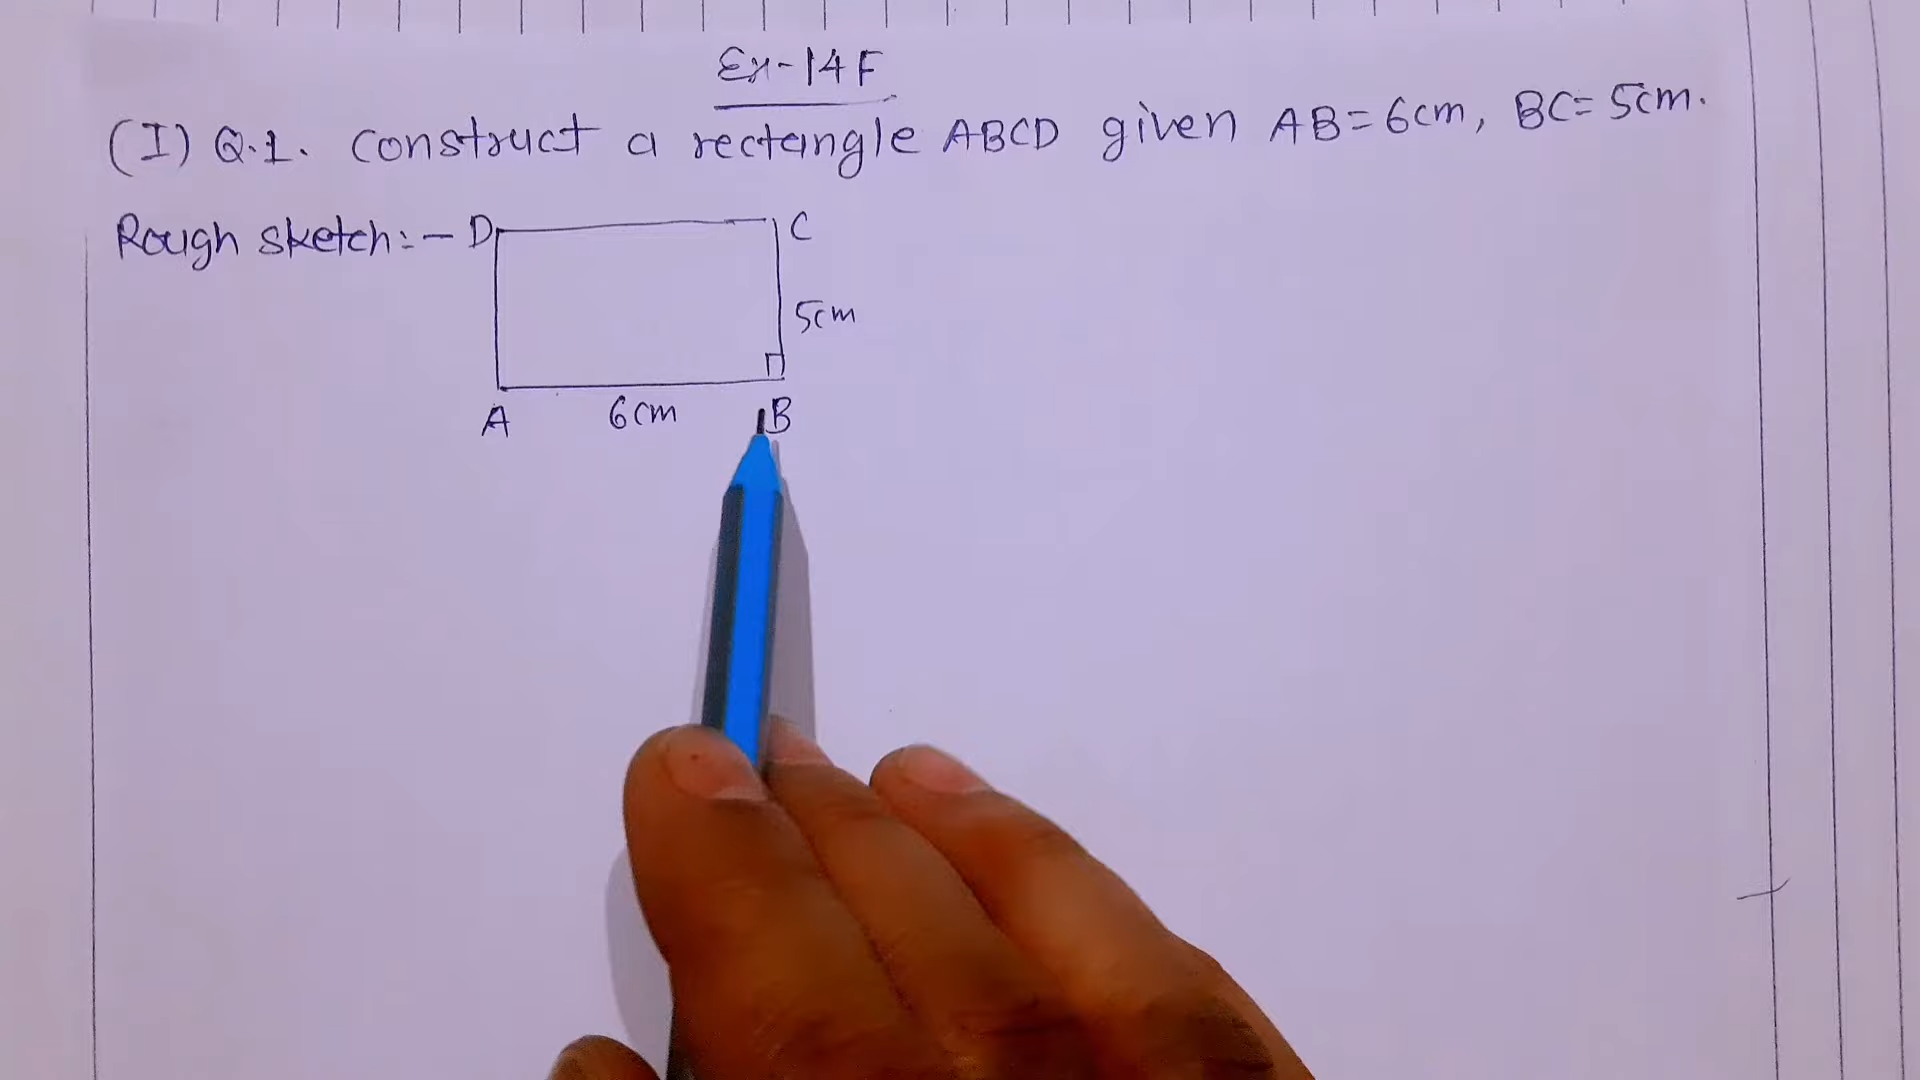 Ex-14F
(I) Q.1. Construct a rectangle ABCD given AB=6cm, BC=5cm.
Rough sketch:- D C
5cm
A 6cm B